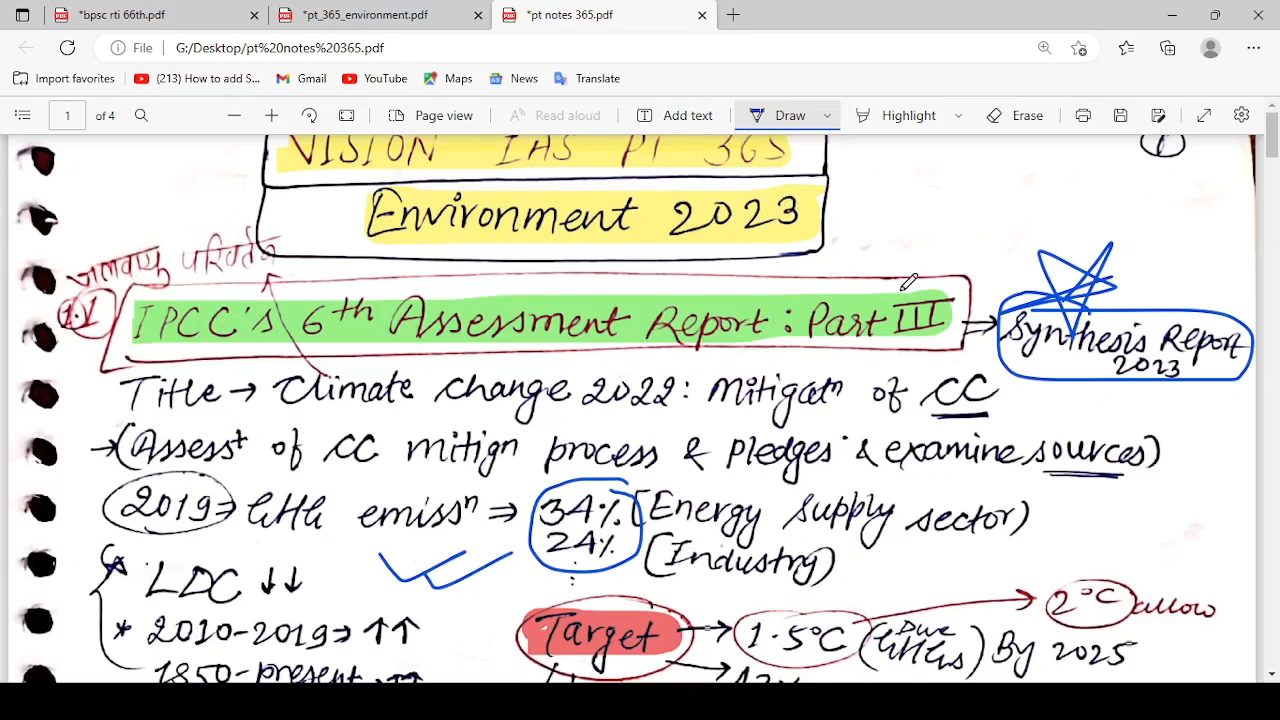 *bpsc rti 66th.pdf
*pt_365_environment.pdf
*pt notes 365.pdf
File G:/Desktop/pt%20notes%20365.pdf
Import favorites (213) How to add S... Gmail YouTube Maps News Translate
1 of 4 Page view Read aloud Add text Draw Highlight Erase
VISION IAS PT 365
1
Environment 2023
जलवायु परिवर्तन
1.1 IPCC's 6th Assessment Report: Part III → Synthesis Report 2023
Title → Climate change 2022: Mitigatn of CC
→ (Assest of CC mitign process & pledges & examine sources)
2019 → GHG emissn ⇒ 34% (Energy supply sector)
24% (Industry)
* LDC ↓↓
* 2010-2019 ⇒ ↑↑
Target → 1.5°C → 2°C allow
(Due GHGs) By 2025
1850-present ↑↑